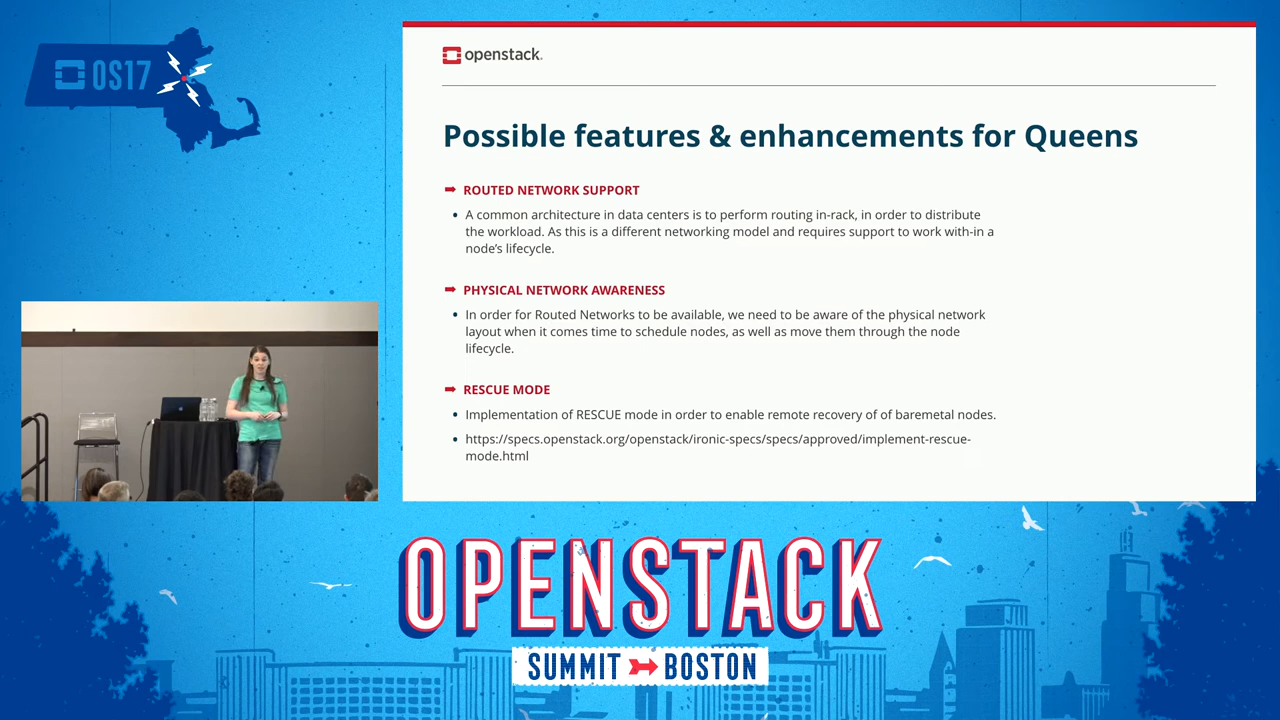 OS17
openstack.
Possible features & enhancements for Queens
➡ ROUTED NETWORK SUPPORT
• A common architecture in data centers is to perform routing in-rack, in order to distribute
the workload. As this is a different networking model and requires support to work with-in a
node's lifecycle.
➡ PHYSICAL NETWORK AWARENESS
• In order for Routed Networks to be available, we need to be aware of the physical network
layout when it comes time to schedule nodes, as well as move them through the node
lifecycle.
➡ RESCUE MODE
• Implementation of RESCUE mode in order to enable remote recovery of of baremetal nodes.
• https://specs.openstack.org/openstack/ironic-specs/specs/approved/implement-rescue-
mode.html
OPENSTACK
SUMMIT BOSTON